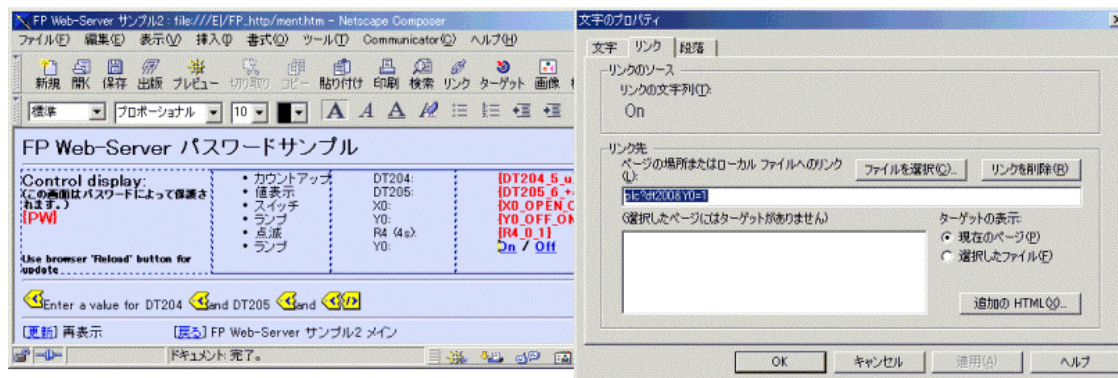 FP Web-Server サンプル2 : file:///E|/FP_http/ment.htm - Netscape Composer
ファイル(F) 編集(E) 表示(V) 挿入(I) 書式(O) ツール(T) Communicator(C) ヘルプ(H)
新規 開く 保存 出版 プレビュー 切り取り コピー 貼り付け 印刷 検索 リンク ターゲット 画像
標準 プロポーショナル 10 A A A
FP Web-Server パスワードサンプル
Control display:
(この画面はパスワードによって保護されます。)
[PW]
Use browser "Reload" button for update
・カウントアップ DT204: [DT204_5_u
・値表示 DT205: [DT205_6_+
・スイッチ X0: [X0_OPEN_C
・ランプ Y0: [Y0_OFF_ON
・点滅 R4 (4s): [R4_0_1]
・ランプ Y0: On / Off
Enter a value for DT204 and DT205 and
[更新] 再表示 [戻る] FP Web-Server サンプル2 メイン
ドキュメント: 完了。
文字のプロパティ
文字 リンク 段落
リンクのソース
リンクの文字列(T):
On
リンク先
ページの場所またはローカル ファイルへのリンク(L):
ファイルを選択(C)... リンクを削除(R)
plc?dt2008Y0=1
(選択したページにはターゲットがありません)
ターゲットの表示:
現在のページ(P)
選択したファイル(F)
追加の HTML(X)...
OK キャンセル 適用(A) ヘルプ